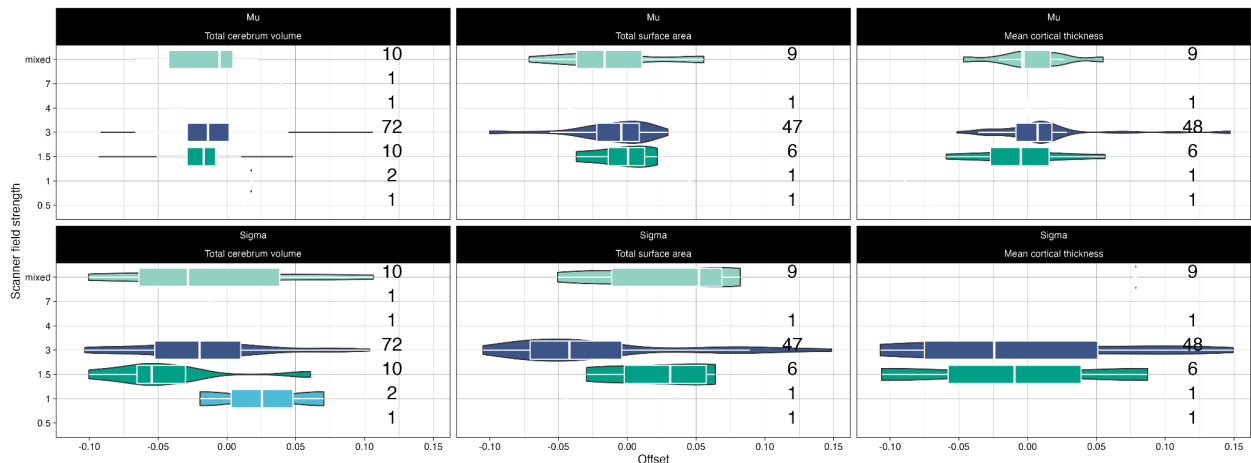 Mu Mu Mu
Total cerebrum volume Total surface area Mean cortical thickness
mixed 10 9 9
7 1
4 1 1 1
3 72 47 48
1.5 10 6 6
1 2 1 1
0.5 1 1 1
Sigma Sigma Sigma
Total cerebrum volume Total surface area Mean cortical thickness
mixed 10 9 9
7 1
4 1 1 1
3 72 47 48
1.5 10 6 6
1 2 1 1
0.5 1 1 1
-0.10 -0.05 0.00 0.05 0.10 0.15 -0.10 -0.05 0.00 0.05 0.10 0.15 -0.10 -0.05 0.00 0.05 0.10 0.15
Offset
Scanner field strength